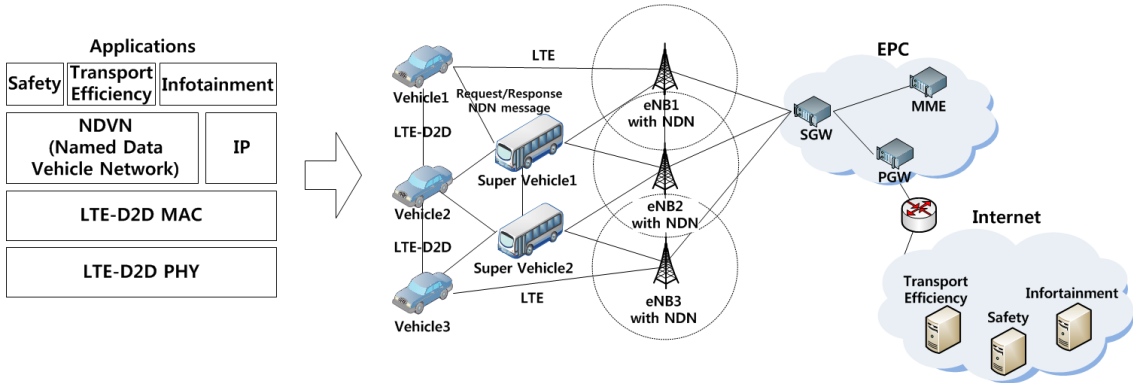 Applications
Safety
Transport
Efficiency
Infotainment
NDVN
(Named Data
Vehicle Network)
IP
LTE-D2D MAC
LTE-D2D PHY
Vehicle1
LTE
Request/Response
NDN message
LTE-D2D
Super Vehicle1
Vehicle2
LTE-D2D
Super Vehicle2
Vehicle3
LTE
eNB1
with NDN
eNB2
with NDN
eNB3
with NDN
EPC
MME
SGW
PGW
Internet
Transport
Efficiency
Safety
Infortainment